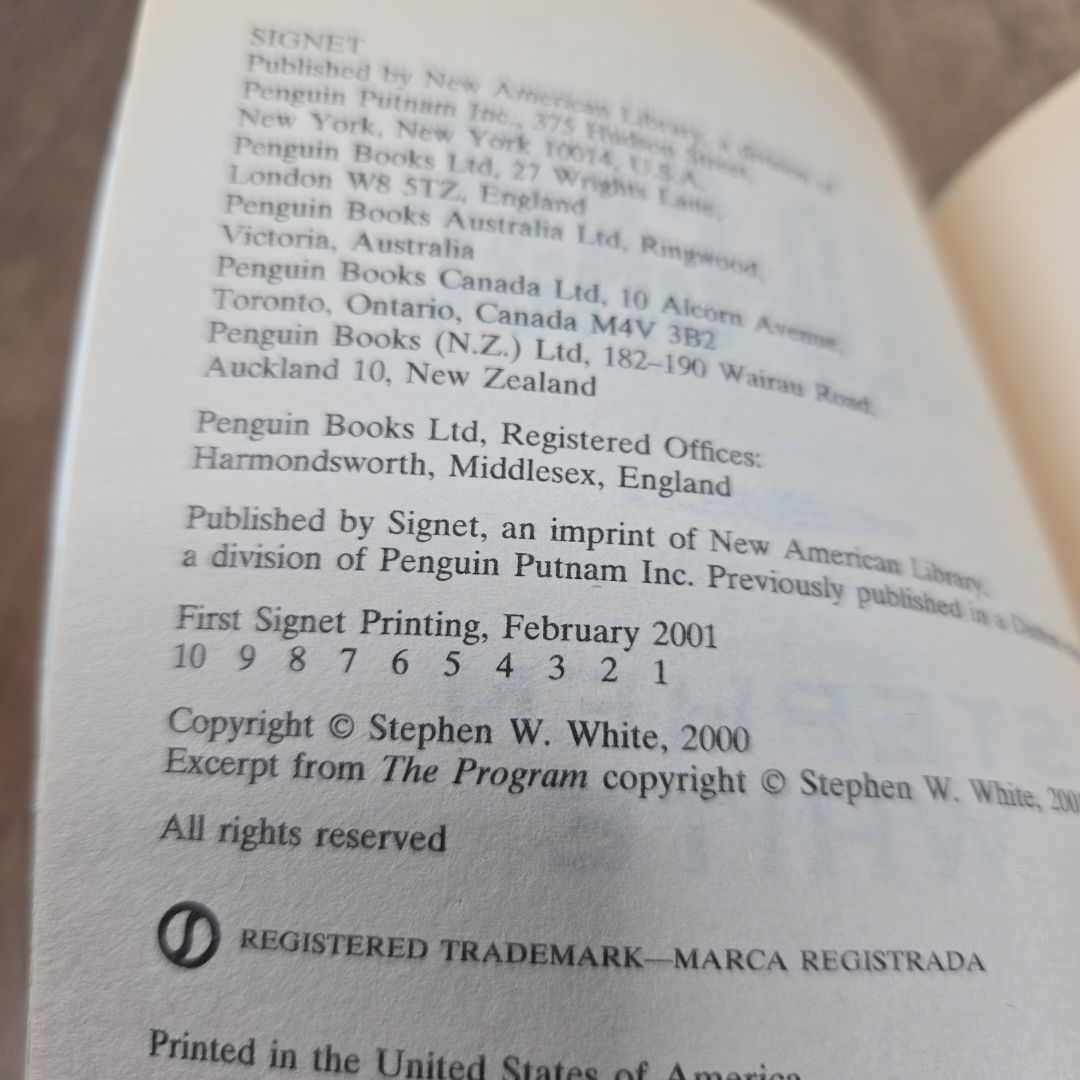 SIGNET
Published by New American Library, a division of
Penguin Putnam Inc., 375 Hudson Street,
New York, New York 10014, U.S.A.
Penguin Books Ltd, 27 Wrights Lane,
London W8 5TZ, England
Penguin Books Australia Ltd, Ringwood,
Victoria, Australia
Penguin Books Canada Ltd, 10 Alcorn Avenue,
Toronto, Ontario, Canada M4V 3B2
Penguin Books (N.Z.) Ltd, 182–190 Wairau Road,
Auckland 10, New Zealand
Penguin Books Ltd, Registered Offices:
Harmondsworth, Middlesex, England
Published by Signet, an imprint of New American Library,
a division of Penguin Putnam Inc. Previously published in a
First Signet Printing, February 2001
10 9 8 7 6 5 4 3 2 1
Copyright © Stephen W. White, 2000
Excerpt from The Program copyright © Stephen W. White,
All rights reserved
REGISTERED TRADEMARK—MARCA REGISTRADA
Printed in the United States of America